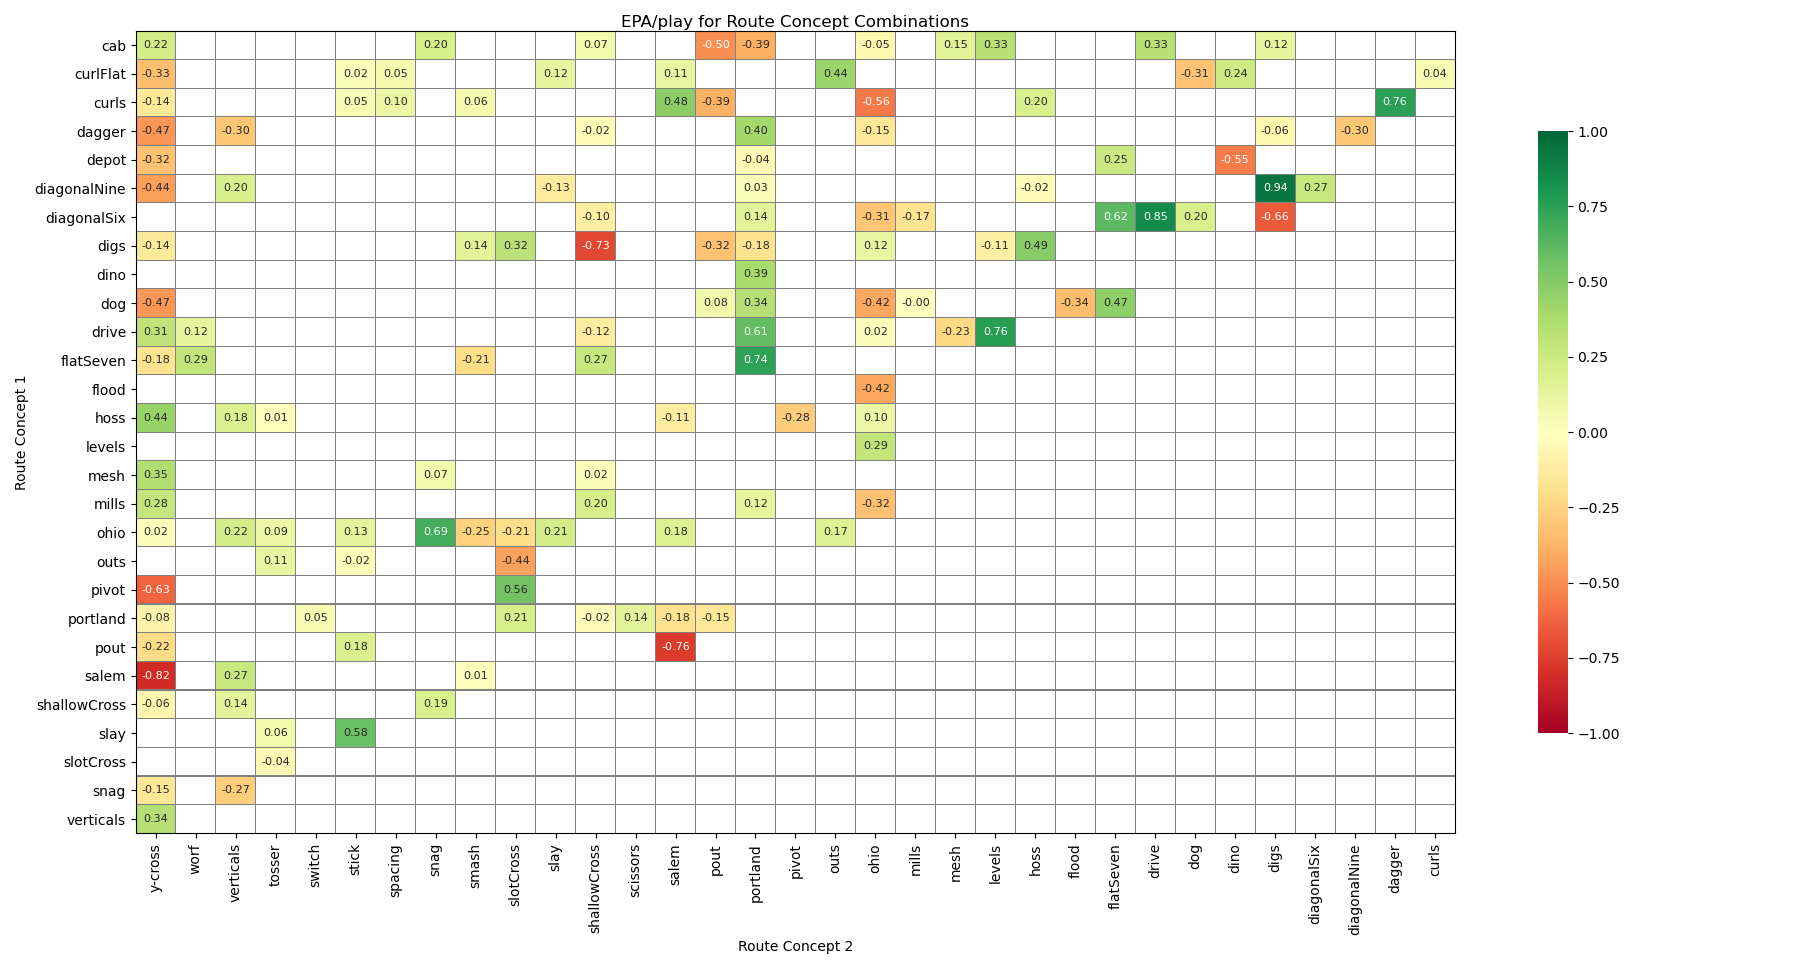 EPA/play for Route Concept Combinations
Route Concept 1
cab 0.22 0.20 0.07 -0.50 -0.39 -0.05 0.15 0.33 0.33 0.12
curlFlat -0.33 0.02 0.05 0.12 0.11 0.44 -0.31 0.24 0.04
curls -0.14 0.05 0.10 0.06 0.48 -0.39 -0.56 0.20 0.76
dagger -0.47 -0.30 -0.02 0.40 -0.15 -0.06 -0.30
depot -0.32 -0.04 0.25 -0.55
diagonalNine -0.44 0.20 -0.13 0.03 -0.02 0.94 0.27
diagonalSix -0.10 0.14 -0.31 -0.17 0.62 0.85 0.20 -0.66
digs -0.14 0.14 0.32 -0.73 -0.32 -0.18 0.12 -0.11 0.49
dino 0.39
dog -0.47 0.08 0.34 -0.42 -0.00 -0.34 0.47
drive 0.31 0.12 -0.12 0.61 0.02 -0.23 0.76
flatSeven -0.18 0.29 -0.21 0.27 0.74
flood -0.42
hoss 0.44 0.18 0.01 -0.11 -0.28 0.10
levels 0.29
mesh 0.35 0.07 0.02
mills 0.28 0.20 0.12 -0.32
ohio 0.02 0.22 0.09 0.13 0.69 -0.25 -0.21 0.21 0.18 0.17
outs 0.11 -0.02 -0.44
pivot -0.63 0.56
portland -0.08 0.05 0.21 -0.02 0.14 -0.18 -0.15
pout -0.22 0.18 -0.76
salem -0.82 0.27 0.01
shallowCross -0.06 0.14 0.19
slay 0.06 0.58
slotCross -0.04
snag -0.15 -0.27
verticals 0.34
y-cross worf verticals tosser switch stick spacing snag smash slotCross slay shallowCross scissors salem pout portland pivot outs ohio mills mesh levels hoss flood flatSeven drive dog dino digs diagonalSix diagonalNine dagger curls
Route Concept 2
1.00
0.75
0.50
0.25
0.00
−0.25
−0.50
−0.75
−1.00